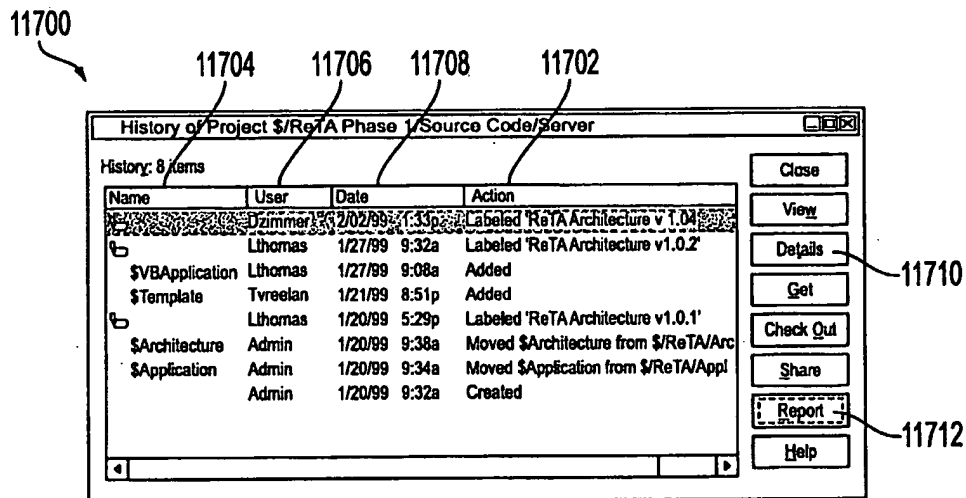 11700
11704 11706 11708 11702
History of Project $/ReTA Phase 1/Source Code/Server
History: 8 items
Close
Name User Date Action
View
Dzimmer 2/02/99 1:33p Labeled 'ReTA Architecture v 1.04
Lthomas 1/27/99 9:32a Labeled 'ReTA Architecture v1.0.2'
Details 11710
$VBApplication Lthomas 1/27/99 9:08a Added
$Template Tvreelan 1/21/99 8:51p Added
Get
Lthomas 1/20/99 5:29p Labeled 'ReTA Architecture v1.0.1'
Check Out
$Architecture Admin 1/20/99 9:38a Moved $Architecture from $/ReTA/Arc
$Application Admin 1/20/99 9:34a Moved $Application from $/ReTA/Appl
Share
Admin 1/20/99 9:32a Created
Report 11712
Help